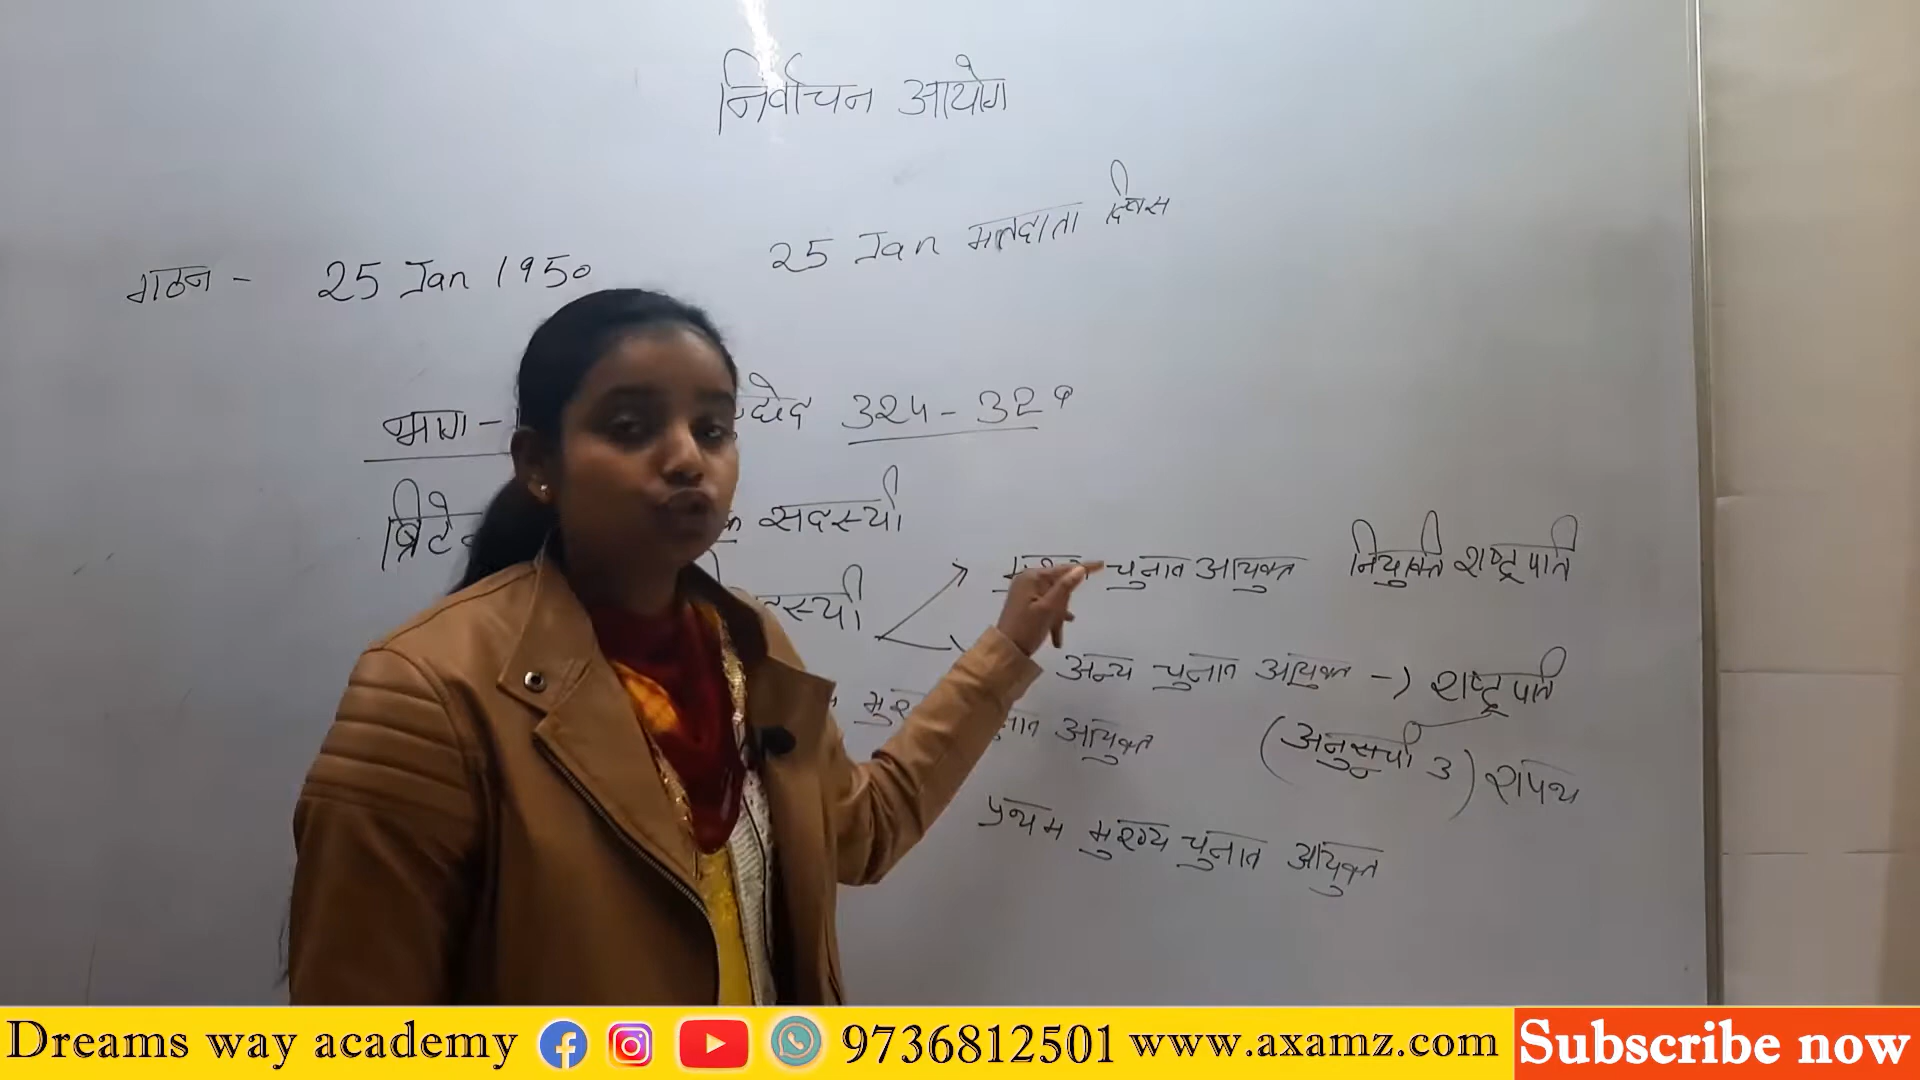 निर्वाचन आयोग
25 Jan मतदाता दिवस
गठन - 25 Jan 1950
भाग - 324 - 329
सदस्यी
मुख्य चुनाव आयुक्त नियुक्ति राष्ट्रपति
अन्य चुनाव आयुक्त -> राष्ट्रपति
आयुक्त
(अनुसूची 3) शपथ
प्रथम मुख्य चुनाव आयुक्त
Dreams way academy 9736812501 www.axamz.com Subscribe now